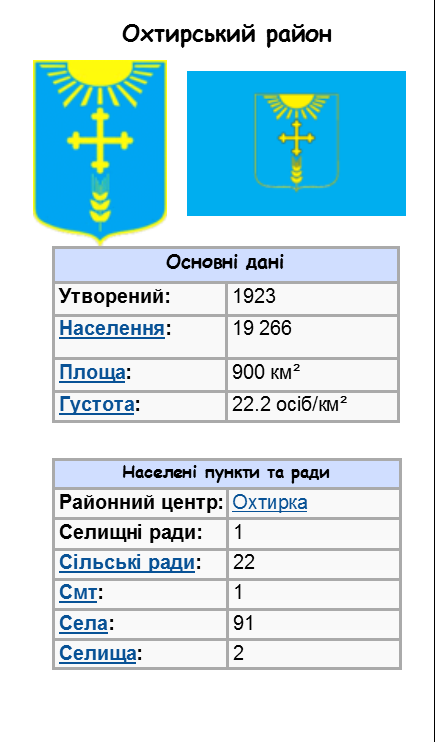 Охтирський район
Основні дані
Утворений: 1923
Населення: 19 266
Площа: 900 км²
Густота: 22.2 осіб/км²
Населені пункти та ради
Районний центр: Охтирка
Селищні ради: 1
Сільські ради: 22
Смт: 1
Села: 91
Селища: 2